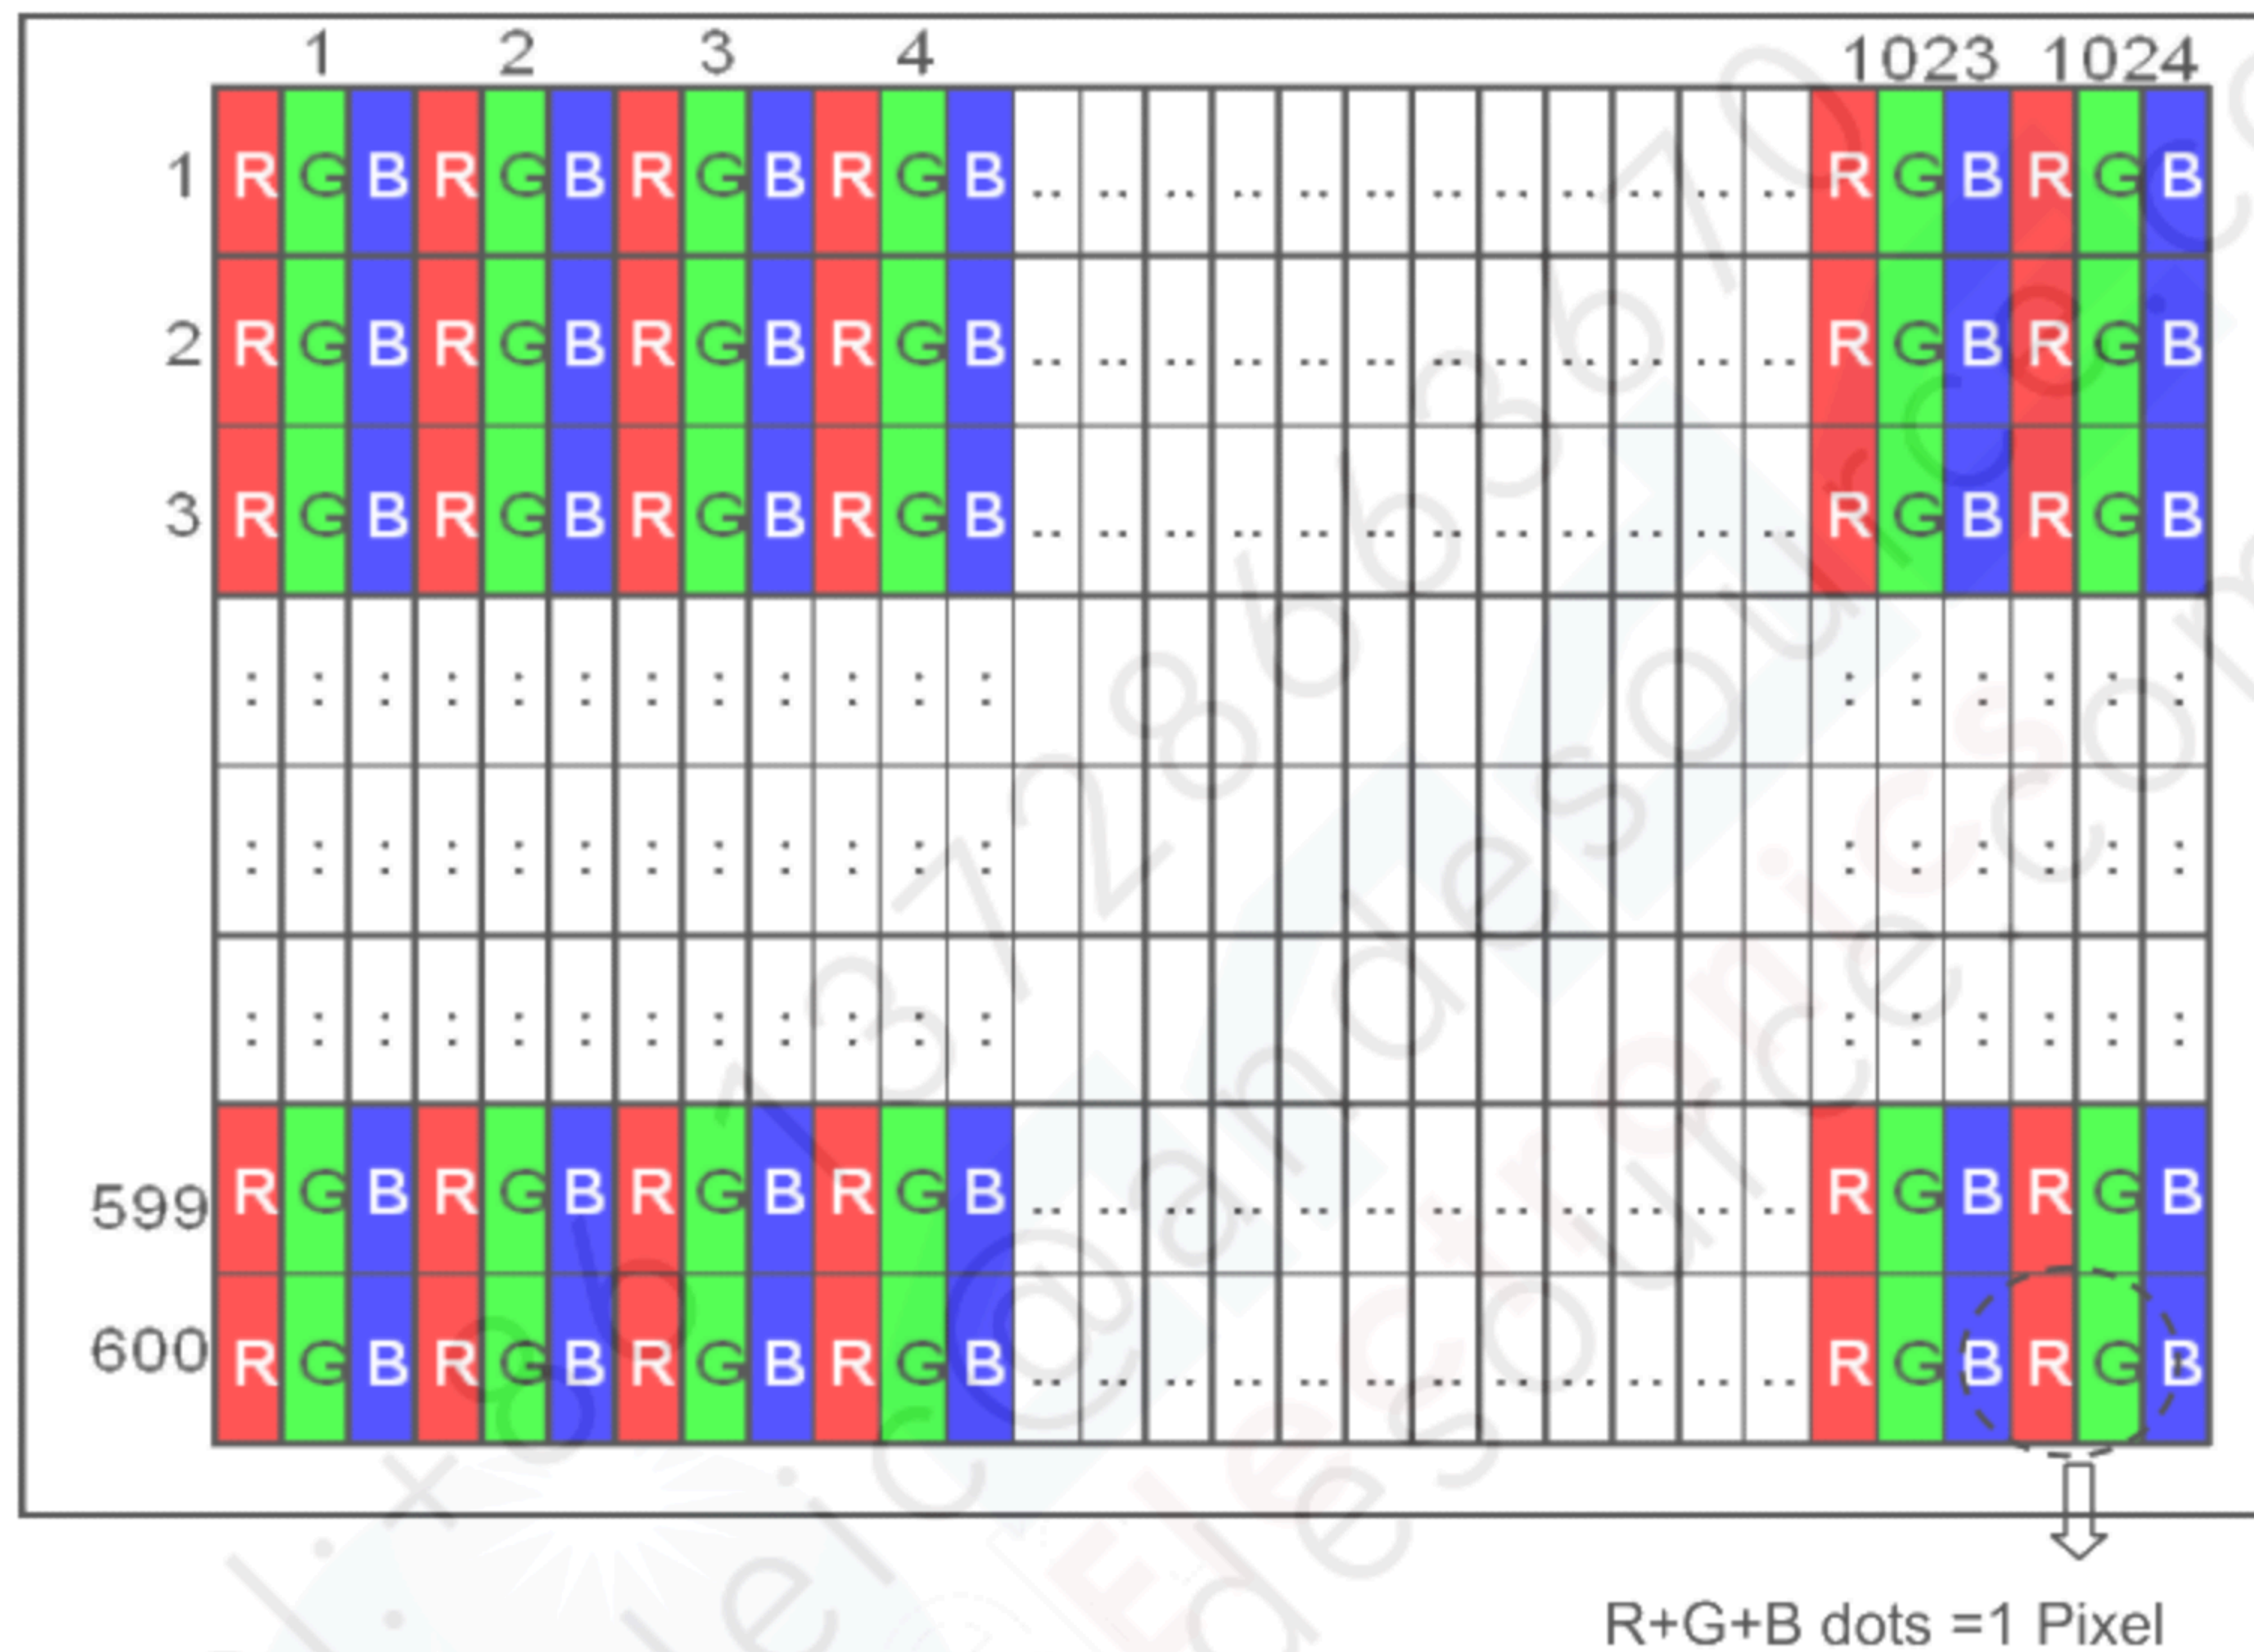 1 2 3 4 1023 1024
1 R G B R G B R G B R G B .. .. .. .. .. .. .. .. .. .. .. .. R G B R G B
2 R G B R G B R G B R G B .. .. .. .. .. .. .. .. .. .. .. .. R G B R G B
3 R G B R G B R G B R G B .. .. .. .. .. .. .. .. .. .. .. .. R G B R G B
: : : : : : : : : : : : : : : : : :
: : : : : : : : : : : : : : : : : :
: : : : : : : : : : : : : : : : : :
599 R G B R G B R G B R G B .. .. .. .. .. .. .. .. .. .. .. .. R G B R G B
600 R G B R G B R G B R G B .. .. .. .. .. .. .. .. .. .. .. .. R G B R G B
R+G+B dots =1 Pixel